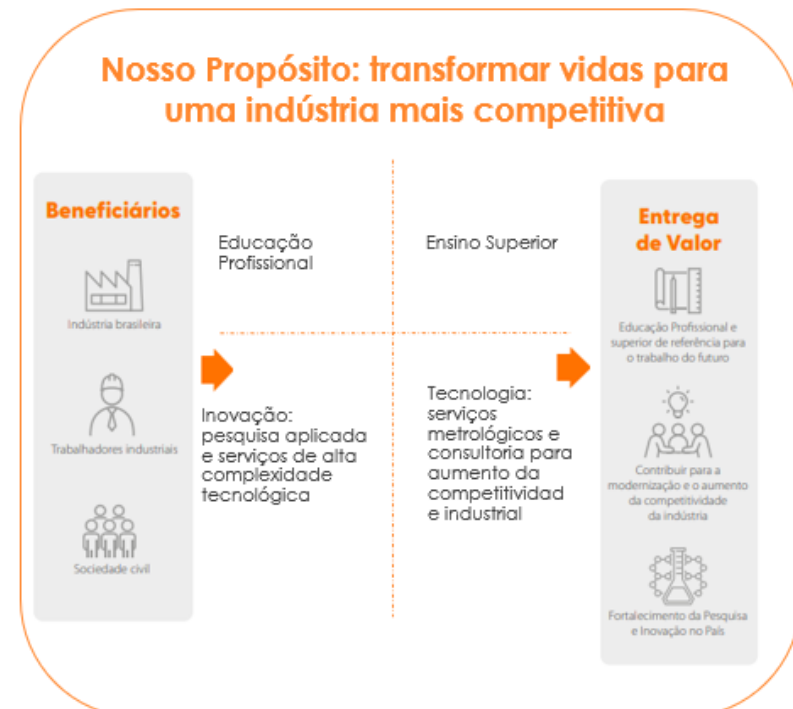 Nosso Propósito: transformar vidas para
uma indústria mais competitiva
Beneficiários
Indústria brasileira
Trabalhadores industriais
Sociedade civil
Educação
Profissional
Ensino Superior
Inovação:
pesquisa aplicada
e serviços de alta
complexidade
tecnológica
Tecnologia:
serviços
metrológicos e
consultoria para
aumento da
competitividad
e industrial
Entrega
de Valor
Educação Profissional e
superior de referência para
o trabalho do futuro
Contribuir para a
modernização e o aumento
da competitividade
da indústria
Fortalecimento da Pesquisa
e Inovação no País